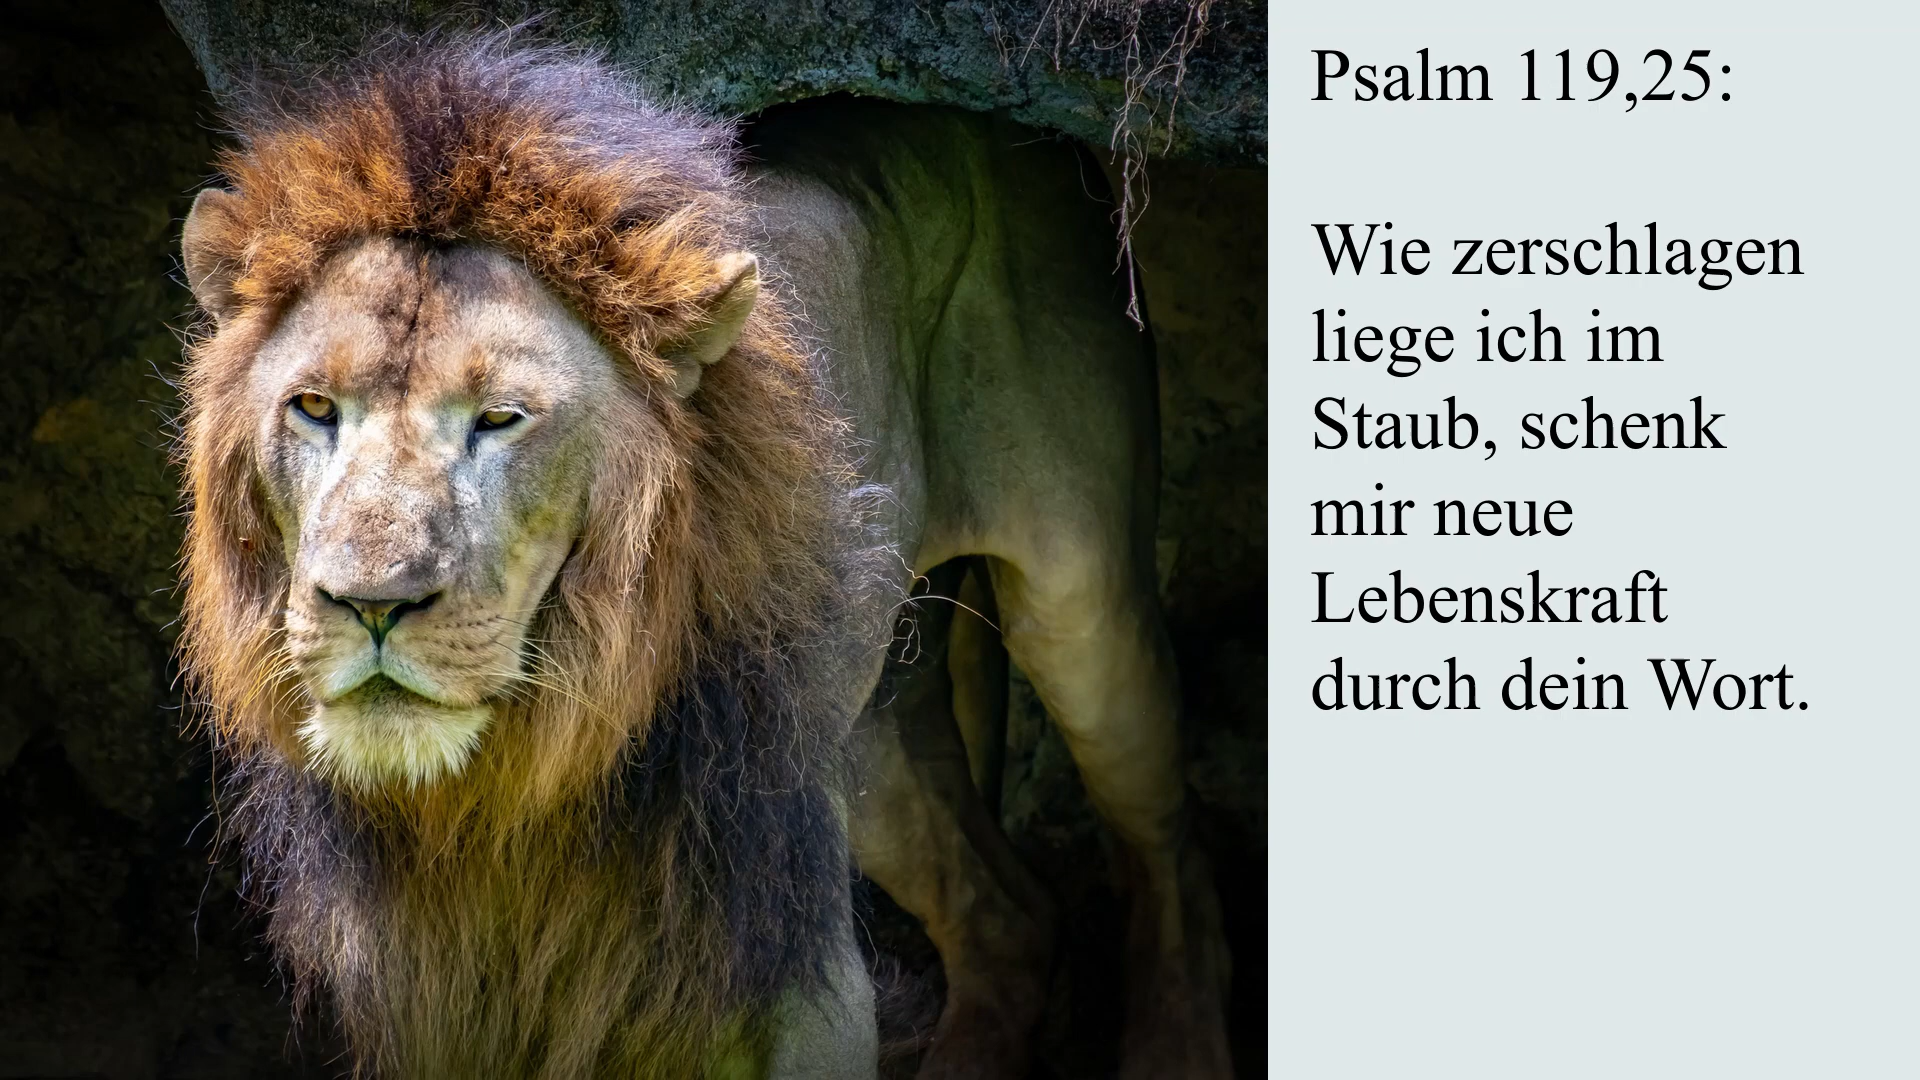 Psalm 119,25:
Wie zerschlagen
liege ich im
Staub, schenk
mir neue
Lebenskraft
durch dein Wort.